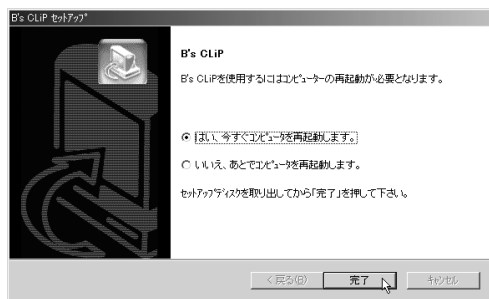 B's CLiP ｾｯﾄｱｯﾌﾟ
B's CLiP
B's CLiPを使用するにはｺﾝﾋﾟｭｰﾀｰの再起動が必要となります。
はい、今すぐｺﾝﾋﾟｭｰﾀを再起動します。
いいえ、あとでｺﾝﾋﾟｭｰﾀを再起動します。
ｾｯﾄｱｯﾌﾟﾃﾞｨｽｸを取り出してから｢完了｣を押して下さい。
< 戻る(B)
完了
ｷｬﾝｾﾙ